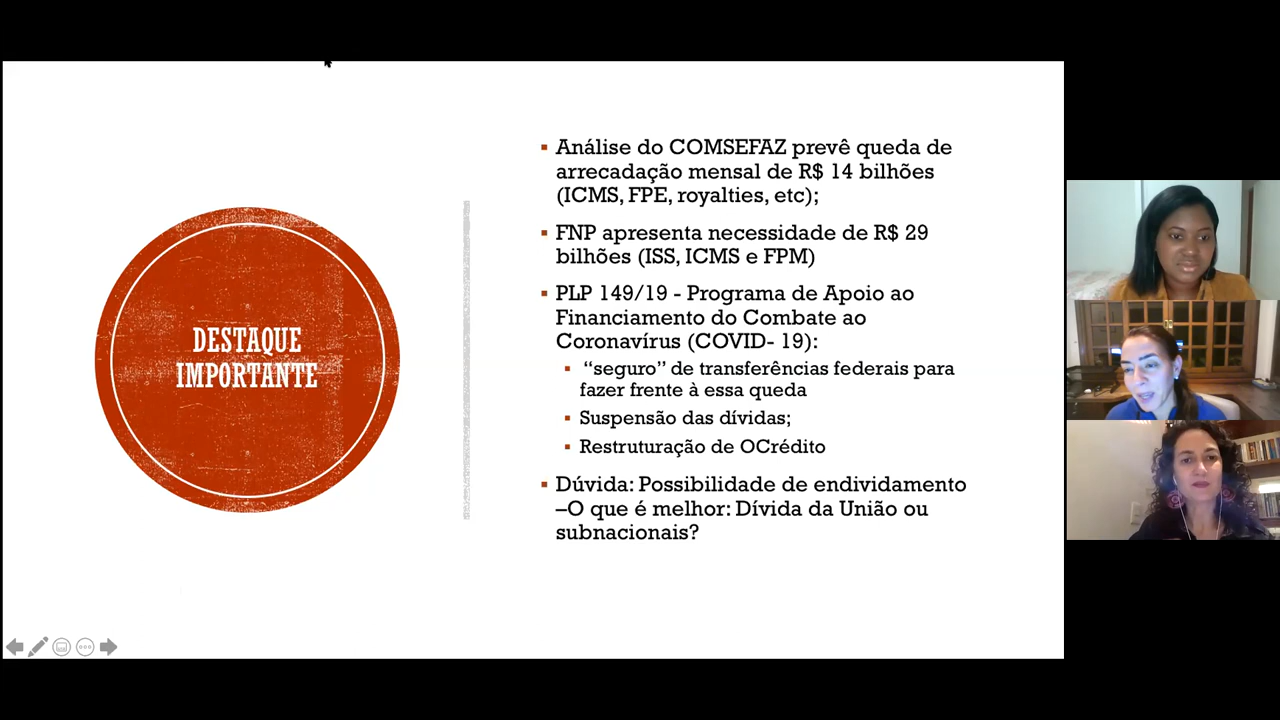 DESTAQUE
IMPORTANTE
▪ Análise do COMSEFAZ prevê queda de
arrecadação mensal de R$ 14 bilhões
(ICMS, FPE, royalties, etc);
▪ FNP apresenta necessidade de R$ 29
bilhões (ISS, ICMS e FPM)
▪ PLP 149/19 - Programa de Apoio ao
Financiamento do Combate ao
Coronavírus (COVID- 19):
▪ “seguro” de transferências federais para
fazer frente à essa queda
▪ Suspensão das dívidas;
▪ Restruturação de OCrédito
▪ Dúvida: Possibilidade de endividamento
–O que é melhor: Dívida da União ou
subnacionais?